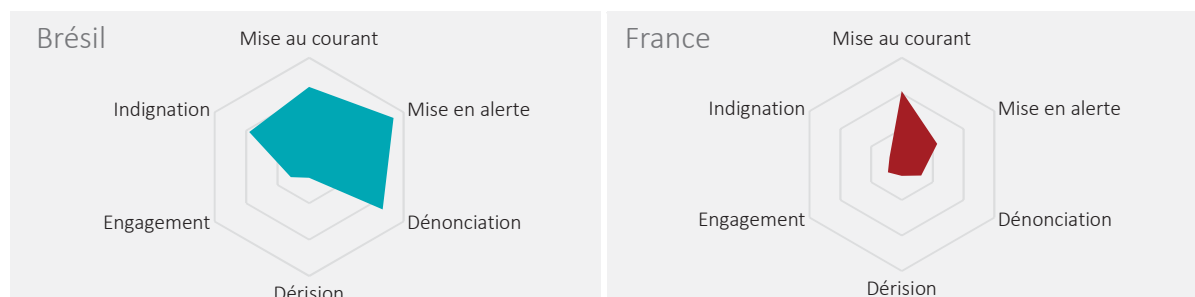 Brésil
Mise au courant
Indignation
Mise en alerte
Engagement
Dénonciation
Dérision
France
Mise au courant
Indignation
Mise en alerte
Engagement
Dénonciation
Dérision